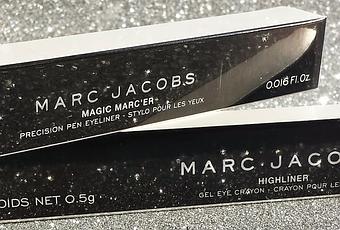 MARC JACOBS
MAGIC MARC'ER
PRECISION PEN EYELINER - STYLO POUR LES YEUX
0.016 Fl.Oz.
MARC JACO
HIGHLINER
GEL EYE CRAYON - CRAYON POUR LE
OIDS NET 0.5g